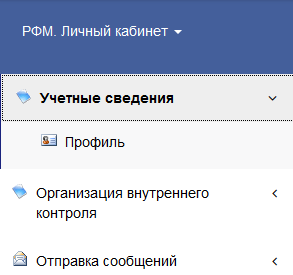 РФМ. Личный кабинет
Учетные сведения
Профиль
Организация внутреннего
контроля
Отправка сообщений